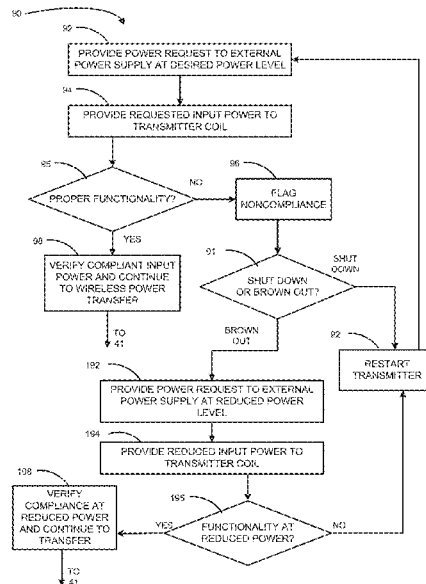 90
92
PROVIDE POWER REQUEST TO EXTERNAL
POWER SUPPLY AT DESIRED POWER LEVEL
94
PROVIDE REQUESTED INPUT POWER TO
TRANSMITTER COIL
95
PROPER FUNCTIONALITY?
NO
96
FLAG
NONCOMPLIANCE
YES
98
VERIFY COMPLIANT INPUT
POWER AND CONTINUE
TO WIRELESS POWER
TRANSFER
TO
41
91
SHUT DOWN
OR BROWN OUT?
SHUT
DOWN
BROWN
OUT
92
RESTART
TRANSMITTER
192
PROVIDE POWER REQUEST TO EXTERNAL
POWER SUPPLY AT REDUCED POWER
LEVEL
194
PROVIDE REDUCED INPUT POWER TO
TRANSMITTER COIL
195
FUNCTIONALITY AT
REDUCED POWER?
YES
NO
198
VERIFY
COMPLIANCE AT
REDUCED POWER
AND CONTINUE TO
TRANSFER
TO
41